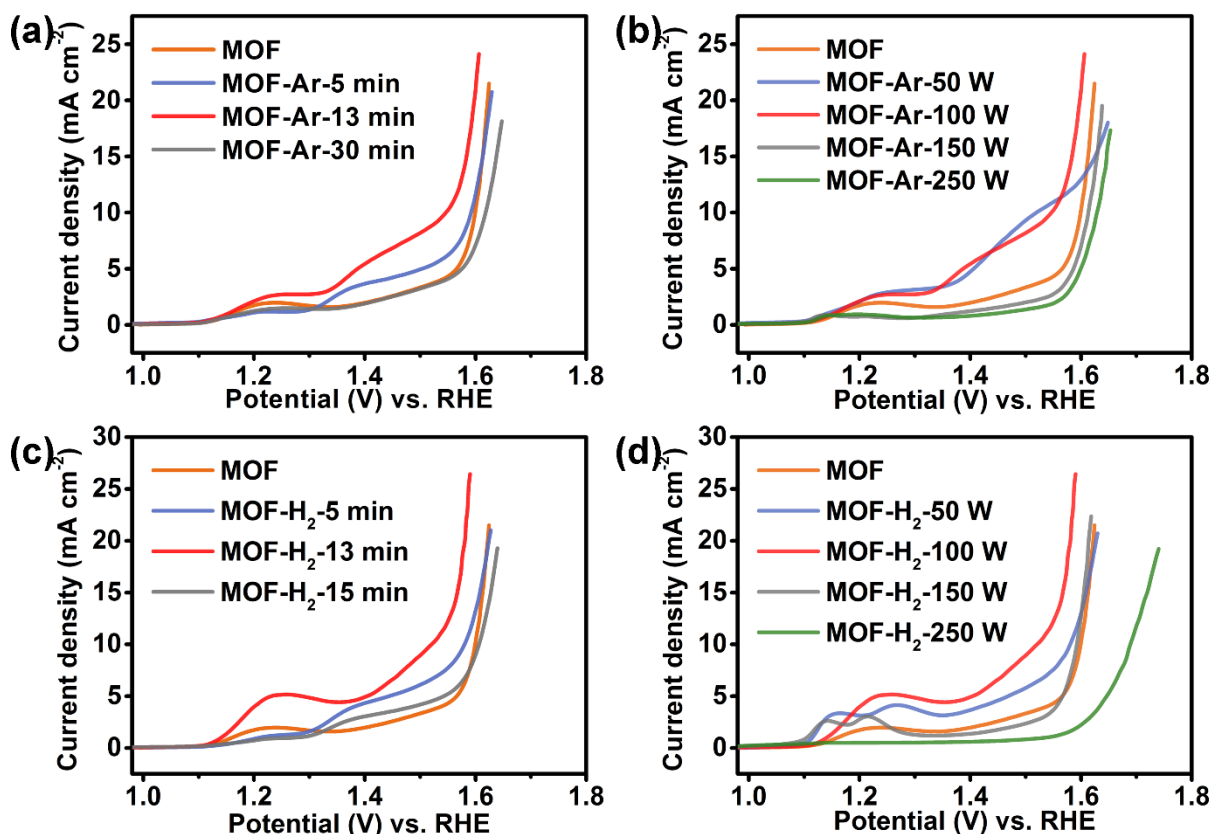 (a)
MOF
MOF-Ar-5 min
MOF-Ar-13 min
MOF-Ar-30 min
Current density (mA cm⁻²)
25
20
15
10
5
0
1.0 1.2 1.4 1.6 1.8
Potential (V) vs. RHE
(b)
MOF
MOF-Ar-50 W
MOF-Ar-100 W
MOF-Ar-150 W
MOF-Ar-250 W
Current density (mA cm⁻²)
25
20
15
10
5
0
1.0 1.2 1.4 1.6 1.8
Potential (V) vs. RHE
(c)
MOF
MOF-H₂-5 min
MOF-H₂-13 min
MOF-H₂-15 min
Current density (mA cm⁻²)
30
25
20
15
10
5
0
1.0 1.2 1.4 1.6 1.8
Potential (V) vs. RHE
(d)
MOF
MOF-H₂-50 W
MOF-H₂-100 W
MOF-H₂-150 W
MOF-H₂-250 W
Current density (mA cm⁻²)
30
25
20
15
10
5
0
1.0 1.2 1.4 1.6 1.8
Potential (V) vs. RHE